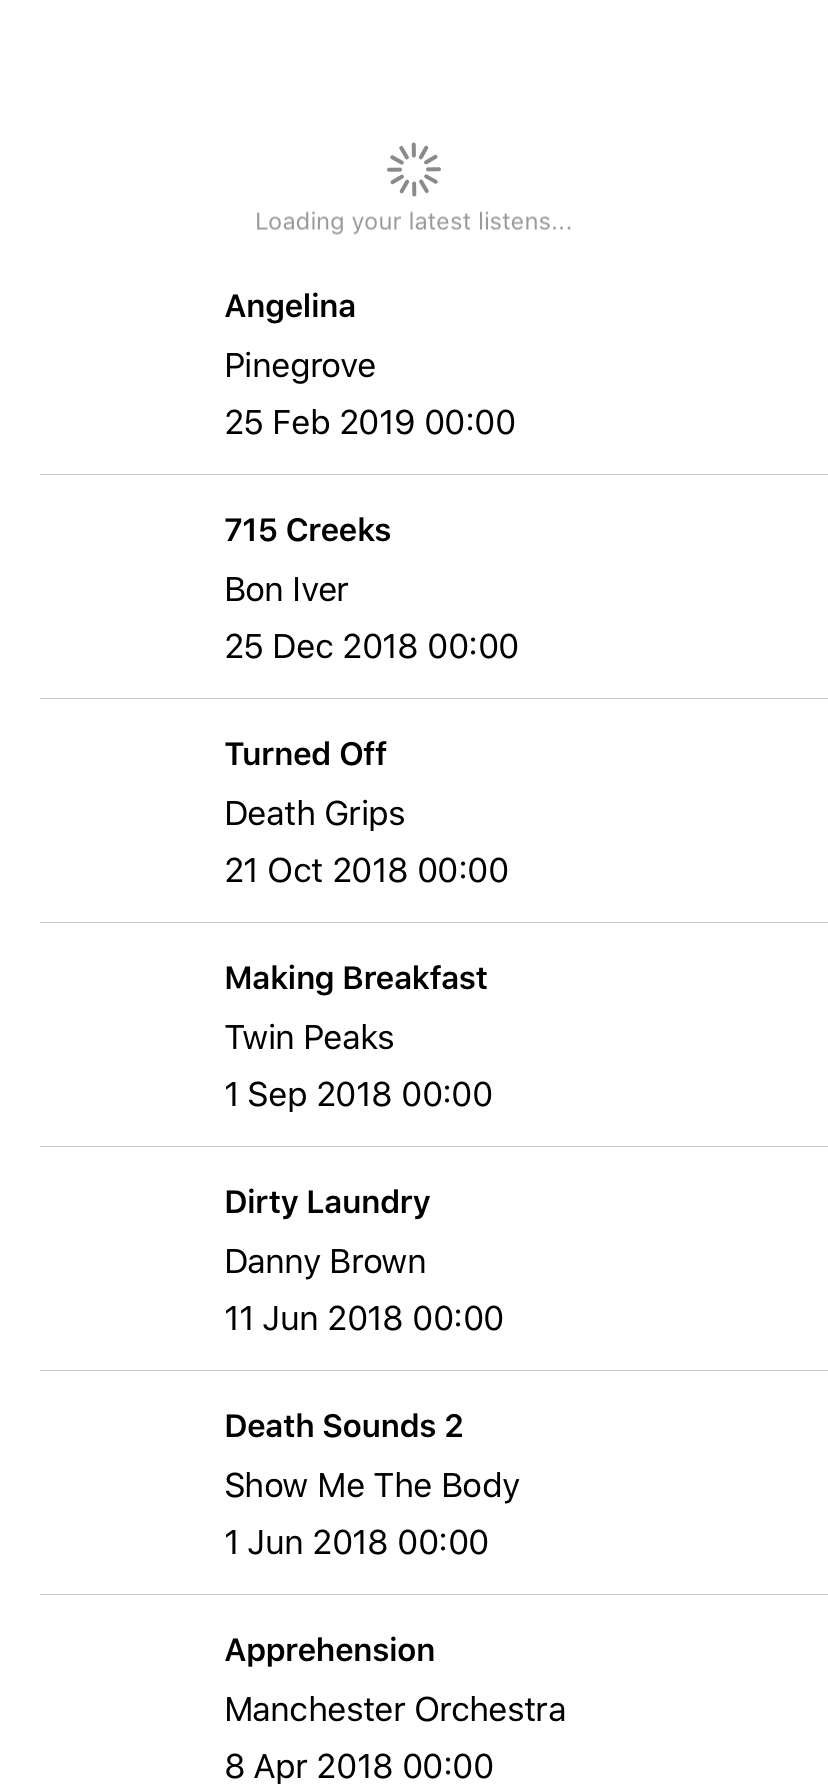 Loading your latest listens...
Angelina
Pinegrove
25 Feb 2019 00:00
715 Creeks
Bon Iver
25 Dec 2018 00:00
Turned Off
Death Grips
21 Oct 2018 00:00
Making Breakfast
Twin Peaks
1 Sep 2018 00:00
Dirty Laundry
Danny Brown
11 Jun 2018 00:00
Death Sounds 2
Show Me The Body
1 Jun 2018 00:00
Apprehension
Manchester Orchestra
8 Apr 2018 00:00